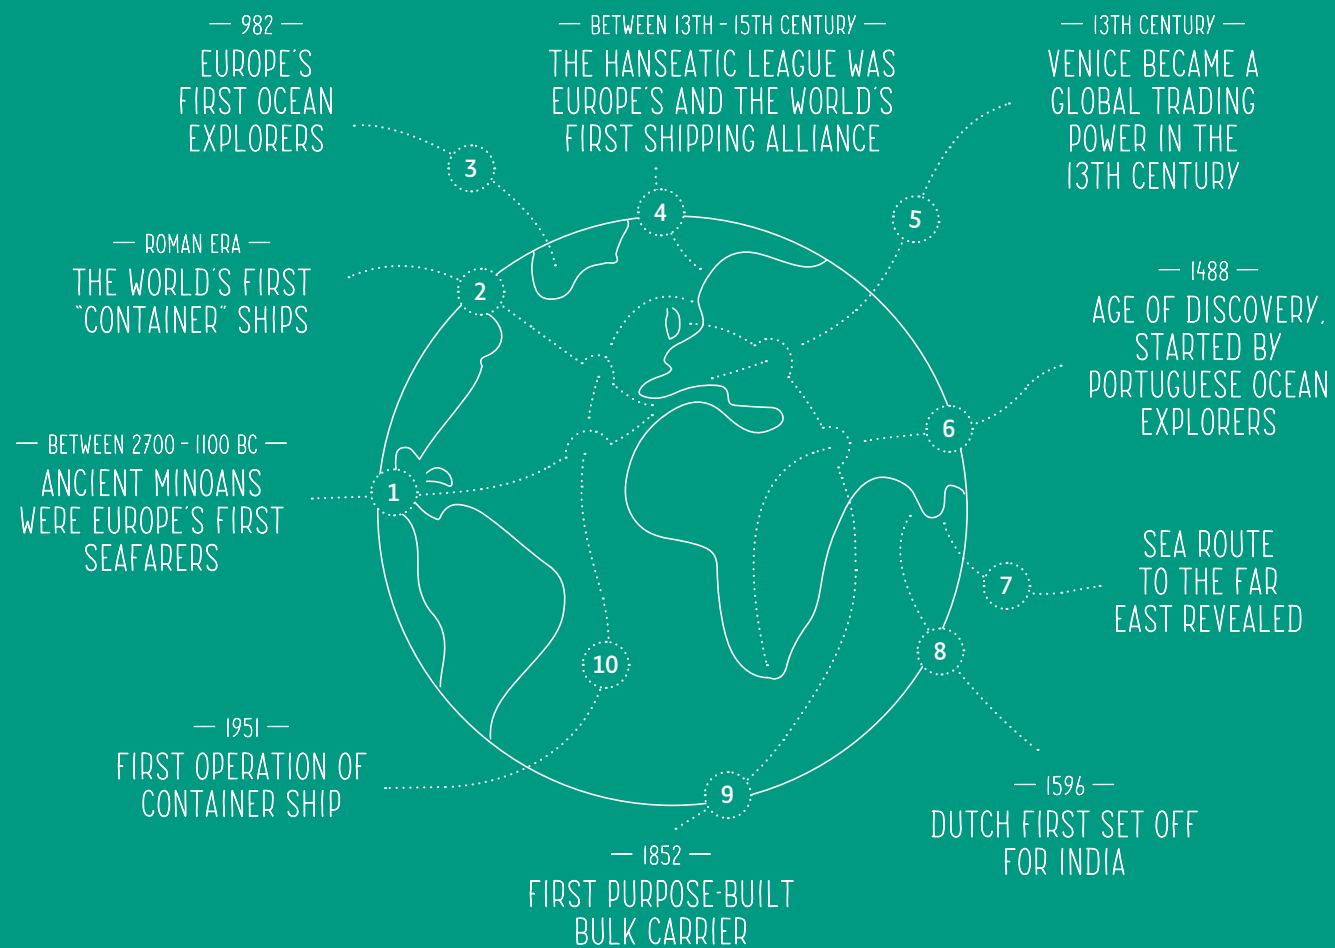 — 982 —
EUROPE'S
FIRST OCEAN
EXPLORERS
3
— BETWEEN 13TH - 15TH CENTURY —
THE HANSEATIC LEAGUE WAS
EUROPE'S AND THE WORLD'S
FIRST SHIPPING ALLIANCE
4
— 13TH CENTURY —
VENICE BECAME A
GLOBAL TRADING
POWER IN THE
13TH CENTURY
5
— ROMAN ERA —
THE WORLD'S FIRST
"CONTAINER" SHIPS
2
— 1488 —
AGE OF DISCOVERY,
STARTED BY
PORTUGUESE OCEAN
EXPLORERS
6
— BETWEEN 2700 - 1100 BC —
ANCIENT MINOANS
WERE EUROPE'S FIRST
SEAFARERS
1
SEA ROUTE
TO THE FAR
EAST REVEALED
7
8
10
— 1951 —
FIRST OPERATION OF
CONTAINER SHIP
9
— 1596 —
DUTCH FIRST SET OFF
FOR INDIA
— 1852 —
FIRST PURPOSE-BUILT
BULK CARRIER